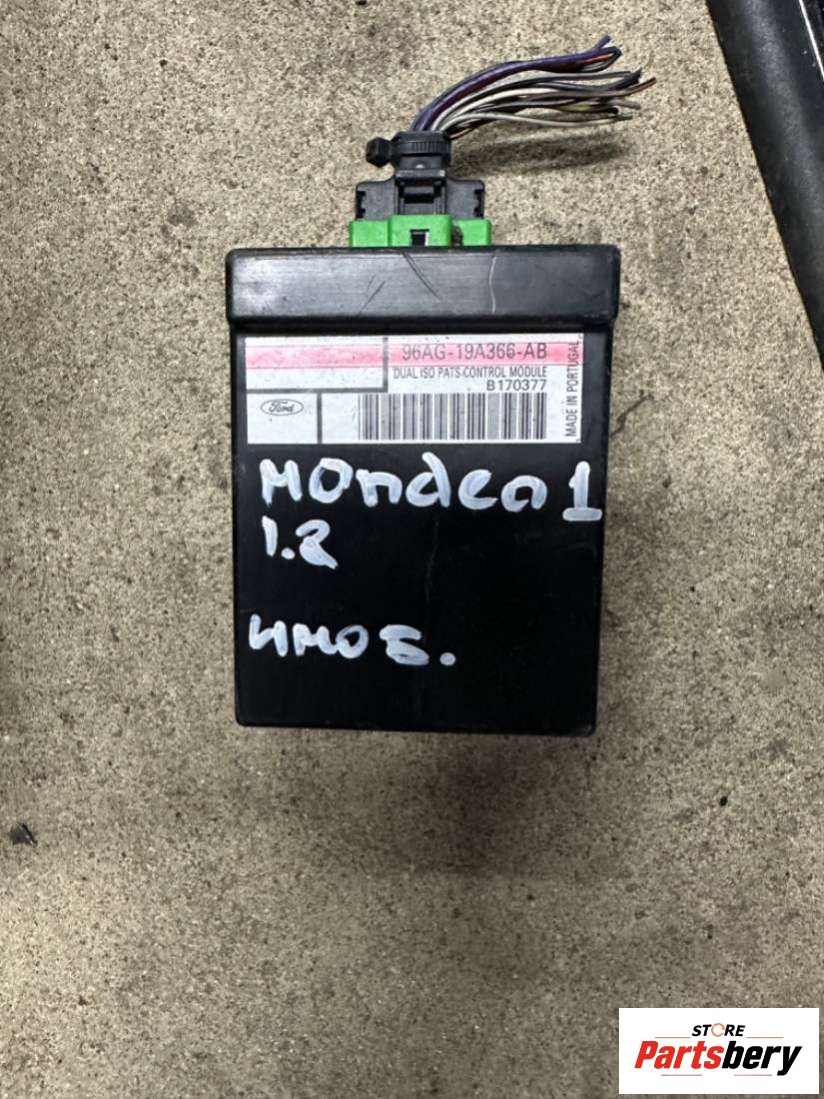 96AG-19A366-AB
DUAL ISO PATS-CONTROL MODULE
B170377
MADE IN PORTUGAL
Ford
Mondeo 1
1.8
имоб.
STORE
Partsbery